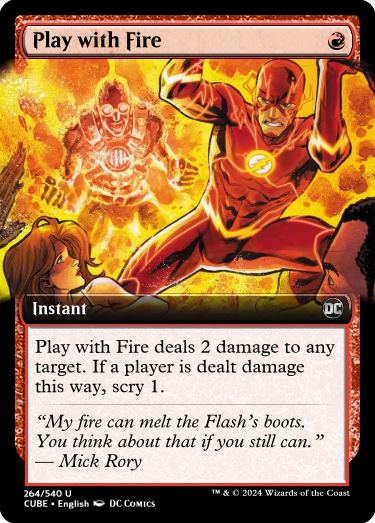 Play with Fire
Instant
DC
Play with Fire deals 2 damage to any
target. If a player is dealt damage
this way, scry 1.
“My fire can melt the Flash’s boots.
You think about that if you still can.”
— Mick Rory
264/540 U
CUBE • English DC Comics
™ & © 2024 Wizards of the Coast